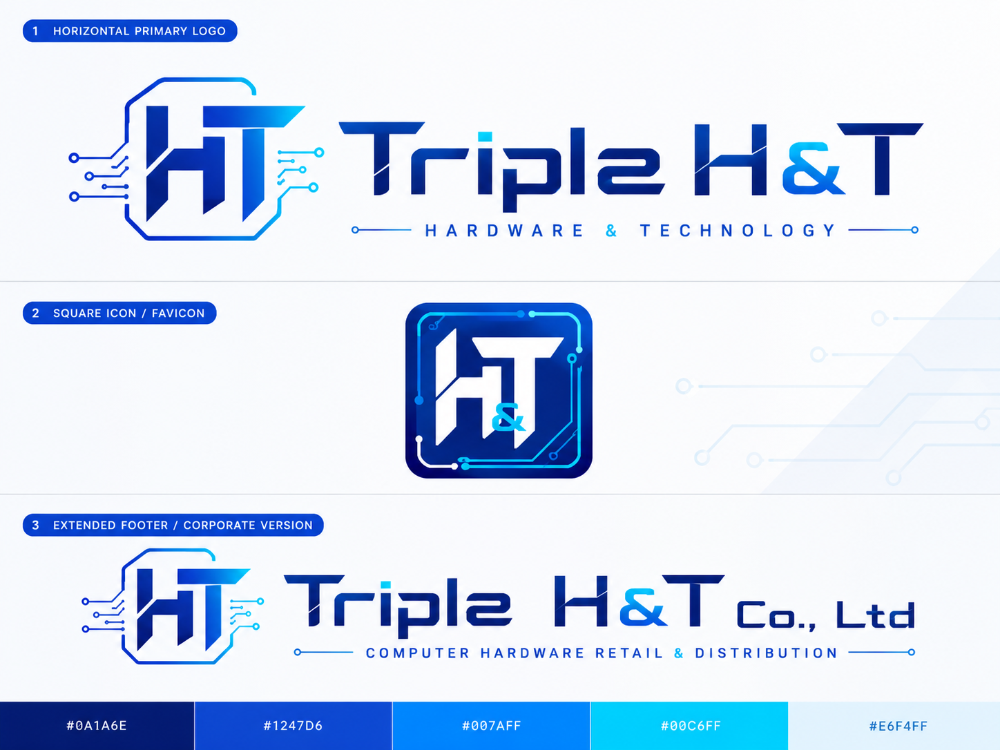 1 HORIZONTAL PRIMARY LOGO
HT
Triple H&T
HARDWARE & TECHNOLOGY
2 SQUARE ICON / FAVICON
H&T
3 EXTENDED FOOTER / CORPORATE VERSION
HT
Triple H&T Co., Ltd
COMPUTER HARDWARE RETAIL & DISTRIBUTION
#0A1A6E #1247D6 #007AFF #00C6FF #E6F4FF